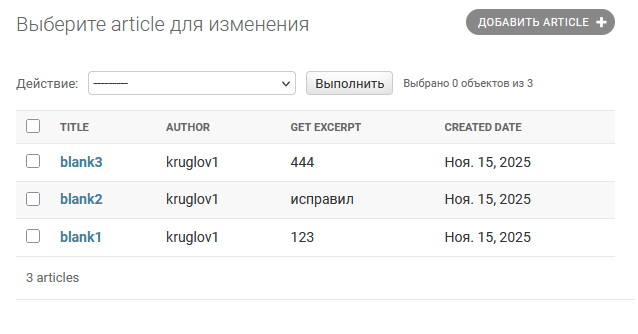 Выберите article для изменения
ДОБАВИТЬ ARTICLE +
Действие: --------- Выполнить Выбрано 0 объектов из 3
TITLE AUTHOR GET EXCERPT CREATED DATE
blank3 kruglov1 444 Ноя. 15, 2025
blank2 kruglov1 исправил Ноя. 15, 2025
blank1 kruglov1 123 Ноя. 15, 2025
3 articles